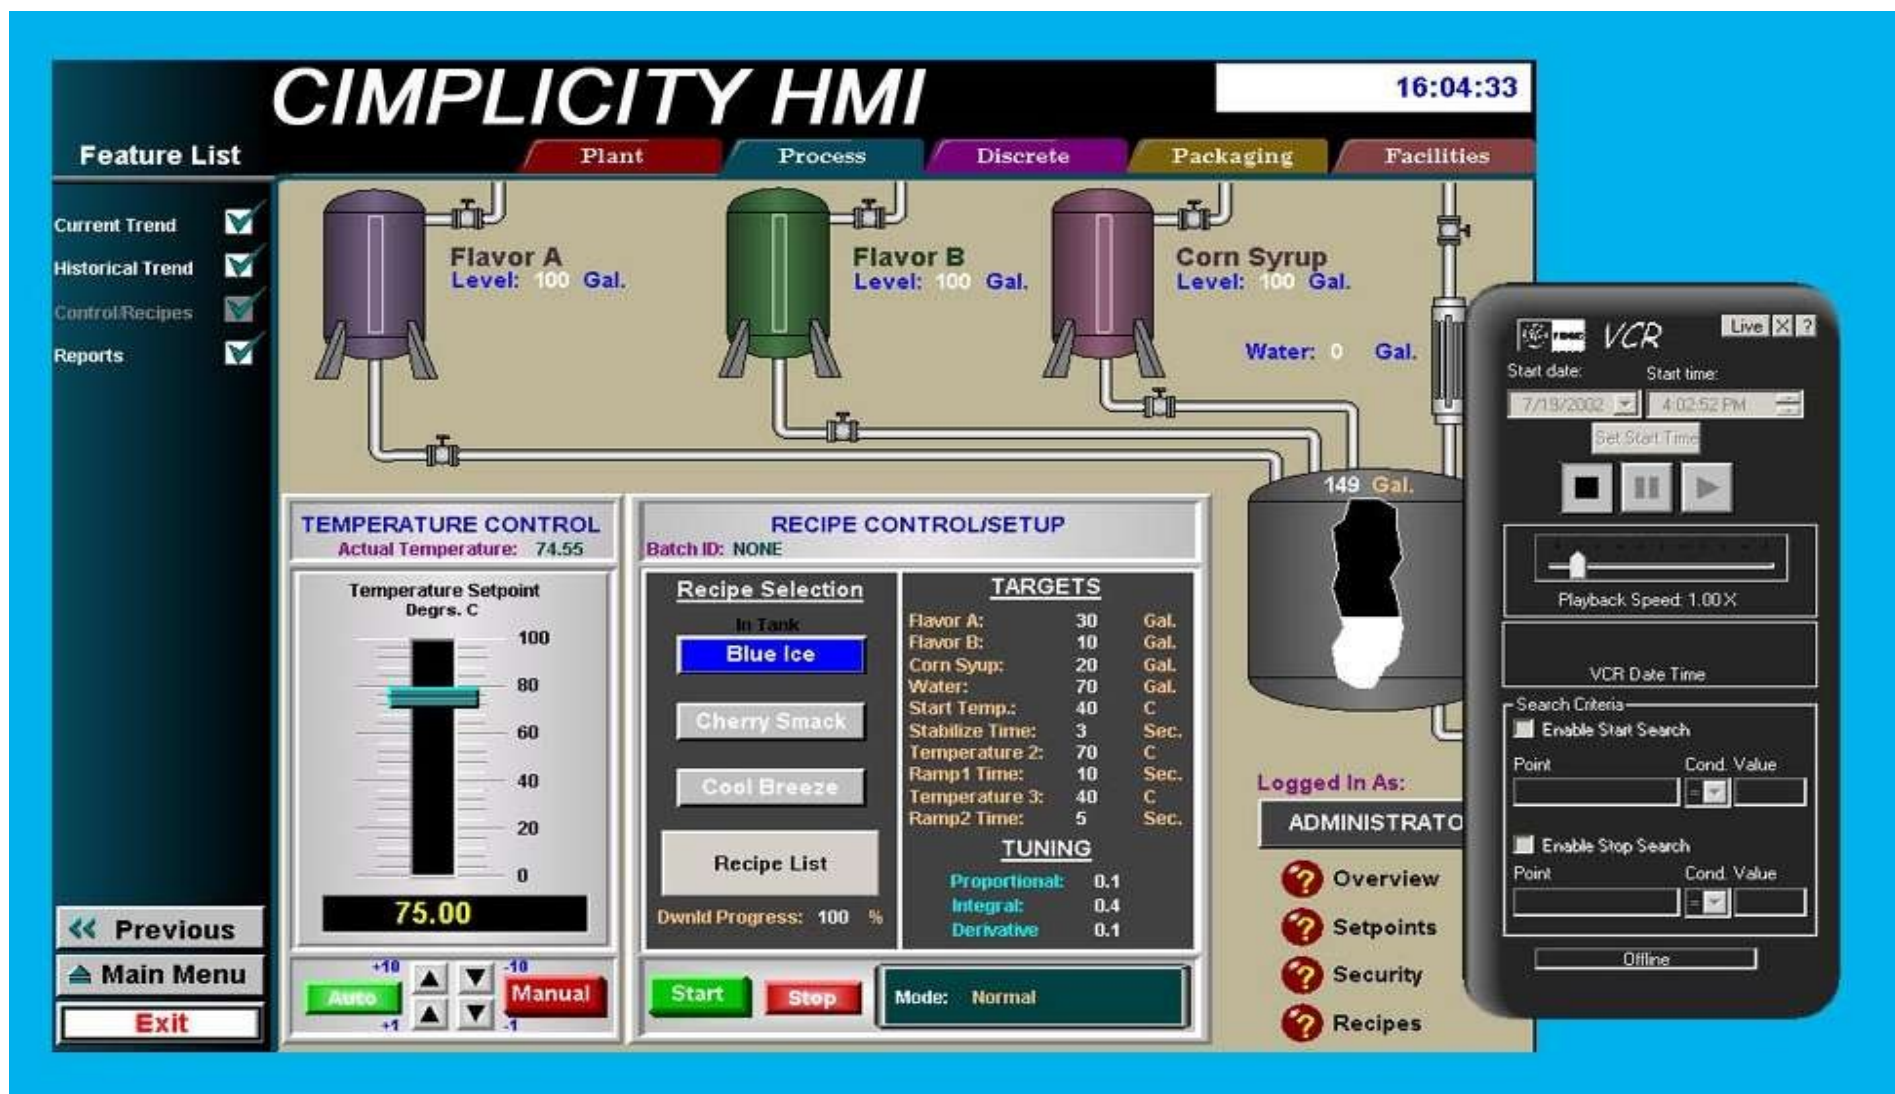 CIMPLICITY HMI
16:04:33
Feature List
Plant
Process
Discrete
Packaging
Facilities
Current Trend
Historical Trend
Control/Recipes
Reports
Flavor A
Level: 100 Gal.
Flavor B
Level: 100 Gal.
Corn Syrup
Level: 100 Gal.
Water: 0 Gal.
149 Gal.
TEMPERATURE CONTROL
Actual Temperature: 74.55
Temperature Setpoint
Degrs. C
100
80
60
40
20
0
75.00
+10
-10
Auto
Manual
+1
-1
RECIPE CONTROL/SETUP
Batch ID: NONE
Recipe Selection
In Tank
Blue Ice
Cherry Smack
Cool Breeze
Recipe List
Dwnld Progress: 100 %
TARGETS
Flavor A: 30 Gal.
Flavor B: 10 Gal.
Corn Syup: 20 Gal.
Water: 70 Gal.
Start Temp.: 40 C
Stabilize Time: 3 Sec.
Temperature 2: 70 C
Ramp1 Time: 10 Sec.
Temperature 3: 40 C
Ramp2 Time: 5 Sec.
TUNING
Proportional: 0.1
Integral: 0.4
Derivative 0.1
Start
Stop
Mode: Normal
Logged In As:
ADMINISTRATO
Overview
Setpoints
Security
Recipes
Previous
Main Menu
Exit
VCR
Live X ?
Start date:
Start time:
7/19/2002
4:02:52 PM
Set Start Time
Playback Speed: 1.00 X
VCR Date Time
Search Criteria
Enable Start Search
Point Cond. Value
=
Enable Stop Search
Point Cond. Value
=
Offline